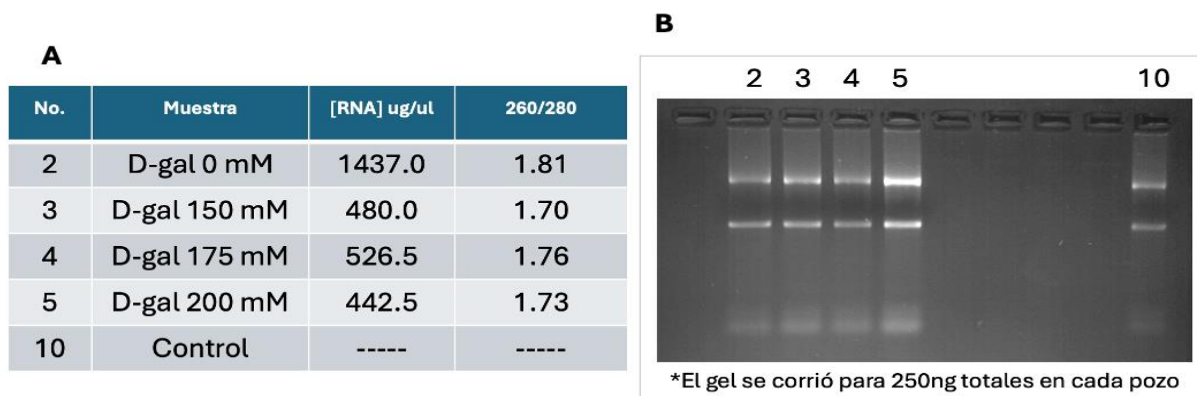 A
No. Muestra [RNA] ug/ul 260/280
2 D-gal 0 mM 1437.0 1.81
3 D-gal 150 mM 480.0 1.70
4 D-gal 175 mM 526.5 1.76
5 D-gal 200 mM 442.5 1.73
10 Control ----- -----
B
2 3 4 5 10
*El gel se corrió para 250ng totales en cada pozo